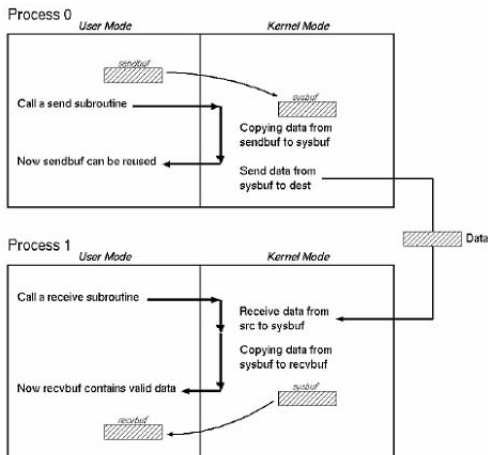 Process 0
User Mode
Kernel Mode
sendbuf
sysbuf
Call a send subroutine
Copying data from
sendbuf to sysbuf
Now sendbuf can be reused
Send data from
sysbuf to dest
Data
Process 1
User Mode
Kernel Mode
Call a receive subroutine
Receive data from
src to sysbuf
Copying data from
sysbuf to recvbuf
Now recvbuf contains valid data
sysbuf
recvbuf